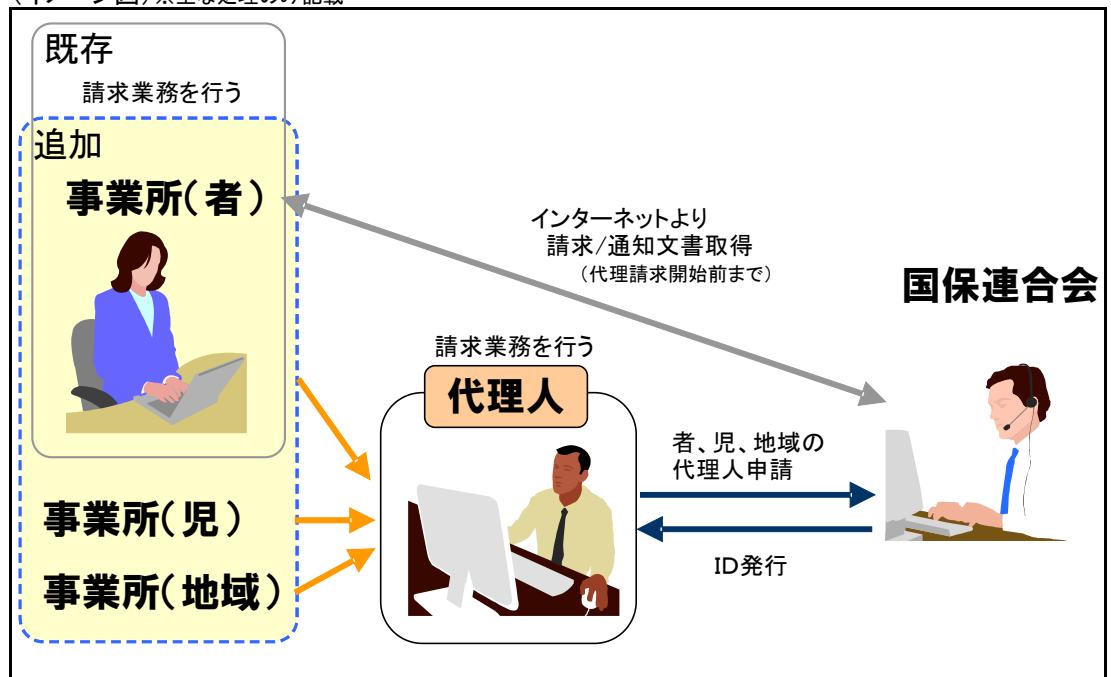 既存
請求業務を行う
追加
事業所(者)
インターネットより
請求/通知文書取得
(代理請求開始前まで)
国保連合会
請求業務を行う
代理人
者、児、地域の
代理人申請
ID発行
事業所(児)
事業所(地域)